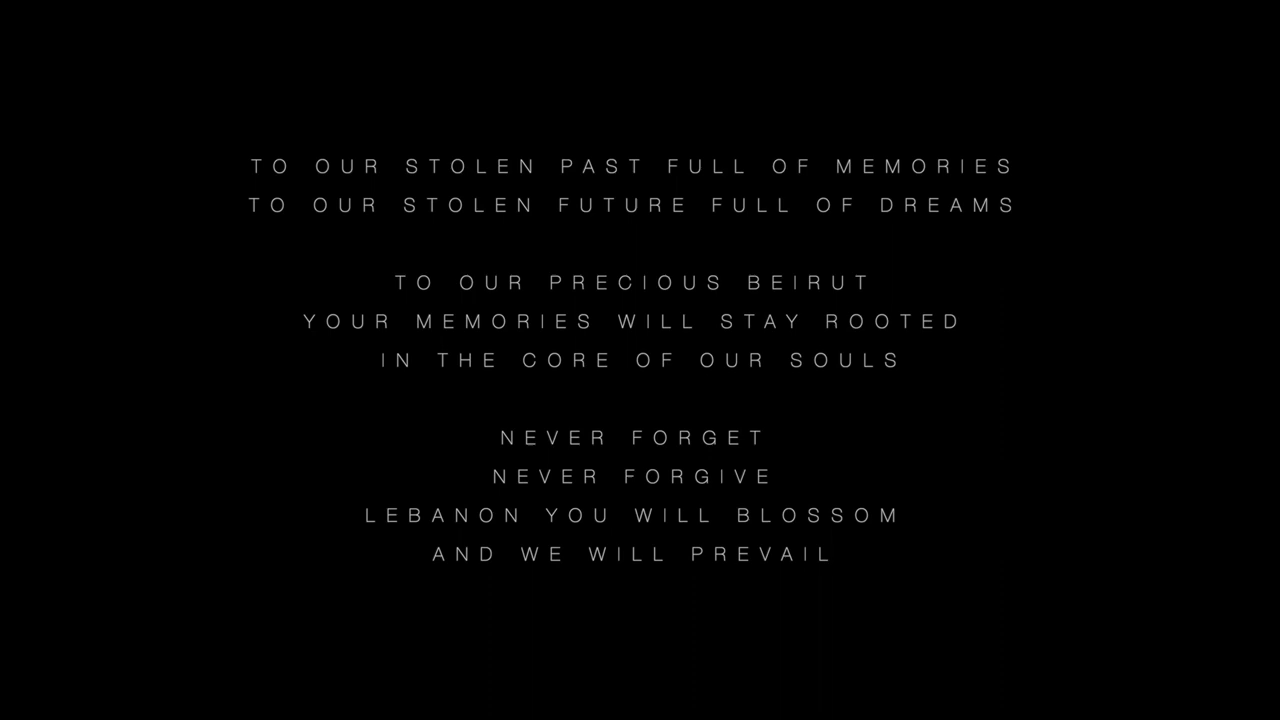 TO OUR STOLEN PAST FULL OF MEMORIES
TO OUR STOLEN FUTURE FULL OF DREAMS
TO OUR PRECIOUS BEIRUT
YOUR MEMORIES WILL STAY ROOTED
IN THE CORE OF OUR SOULS
NEVER FORGET
NEVER FORGIVE
LEBANON YOU WILL BLOSSOM
AND WE WILL PREVAIL